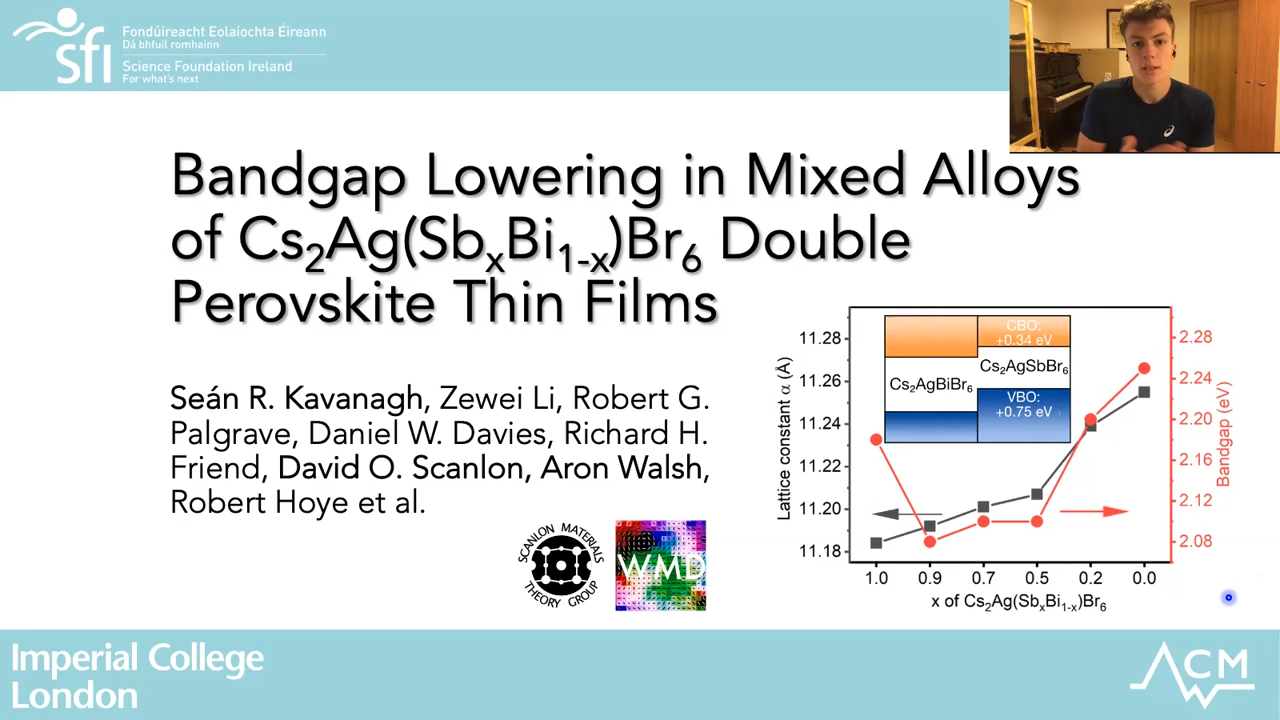 sfi
Fondúireacht Eolaíochta Éireann
Dá bhfuil romhainn
Science Foundation Ireland
For what's next
Bandgap Lowering in Mixed Alloys
of Cs₂Ag(SbₓBi₁₋ₓ)Br₆ Double
Perovskite Thin Films
Seán R. Kavanagh, Zewei Li, Robert G.
Palgrave, Daniel W. Davies, Richard H.
Friend, David O. Scanlon, Aron Walsh,
Robert Hoye et al.
SCANLON MATERIALS
THEORY GROUP
WMD
Lattice constant α (Å)
11.28
11.26
11.24
11.22
11.20
11.18
CBO:
+0.34 eV
Cs₂AgSbBr₆
Cs₂AgBiBr₆
VBO:
+0.75 eV
2.28
2.24
2.20
2.16
2.12
2.08
Bandgap (eV)
1.0 0.9 0.7 0.5 0.2 0.0
x of Cs₂Ag(SbₓBi₁₋ₓ)Br₆
Imperial College
London
ACM